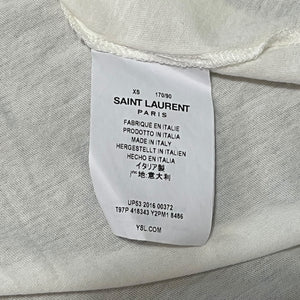 XS 170/90
SAINT LAURENT
PARIS
FABRIQUE EN ITALIE
PRODOTTO IN ITALIA
MADE IN ITALY
HERGESTELLT IN ITALIEN
HECHO EN ITALIA
イタリア製
产地:意大利
UP53 2016 00372
T97P 418343 Y2PM1 8486
YSL.COM